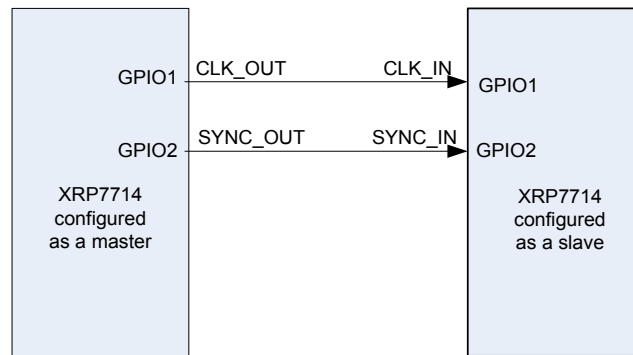 GPIO1 CLK_OUT CLK_IN GPIO1
GPIO2 SYNC_OUT SYNC_IN GPIO2
XRP7714
configured
as a master
XRP7714
configured
as a slave